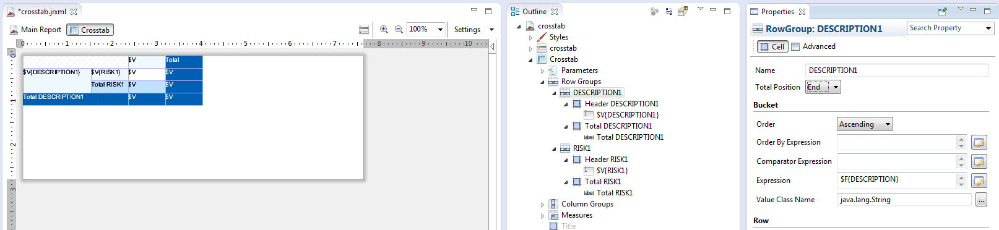 *crosstab.jrxml
Main Report
Crosstab
100%
Settings
0 1 2 3 4 5 6 7 8 9 10
0
1
2
3
$V
Total
$V{DESCRIPTION1}
$V{RISK1}
$V
$V
Total RISK1
$V
$V
Total DESCRIPTION1
$V
$V
Outline
crosstab
Styles
crosstab
Crosstab
Parameters
Row Groups
DESCRIPTION1
Header DESCRIPTION1
$V{DESCRIPTION1}
Total DESCRIPTION1
label Total DESCRIPTION1
RISK1
Header RISK1
$V{RISK1}
Total RISK1
label Total RISK1
Column Groups
Measures
Title
Properties
RowGroup: DESCRIPTION1
Search Property
Cell
Advanced
Name
DESCRIPTION1
Total Position
End
Bucket
Order
Ascending
Order By Expression
Comparator Expression
Expression
$F{DESCRIPTION}
Value Class Name
java.lang.String
...
Row